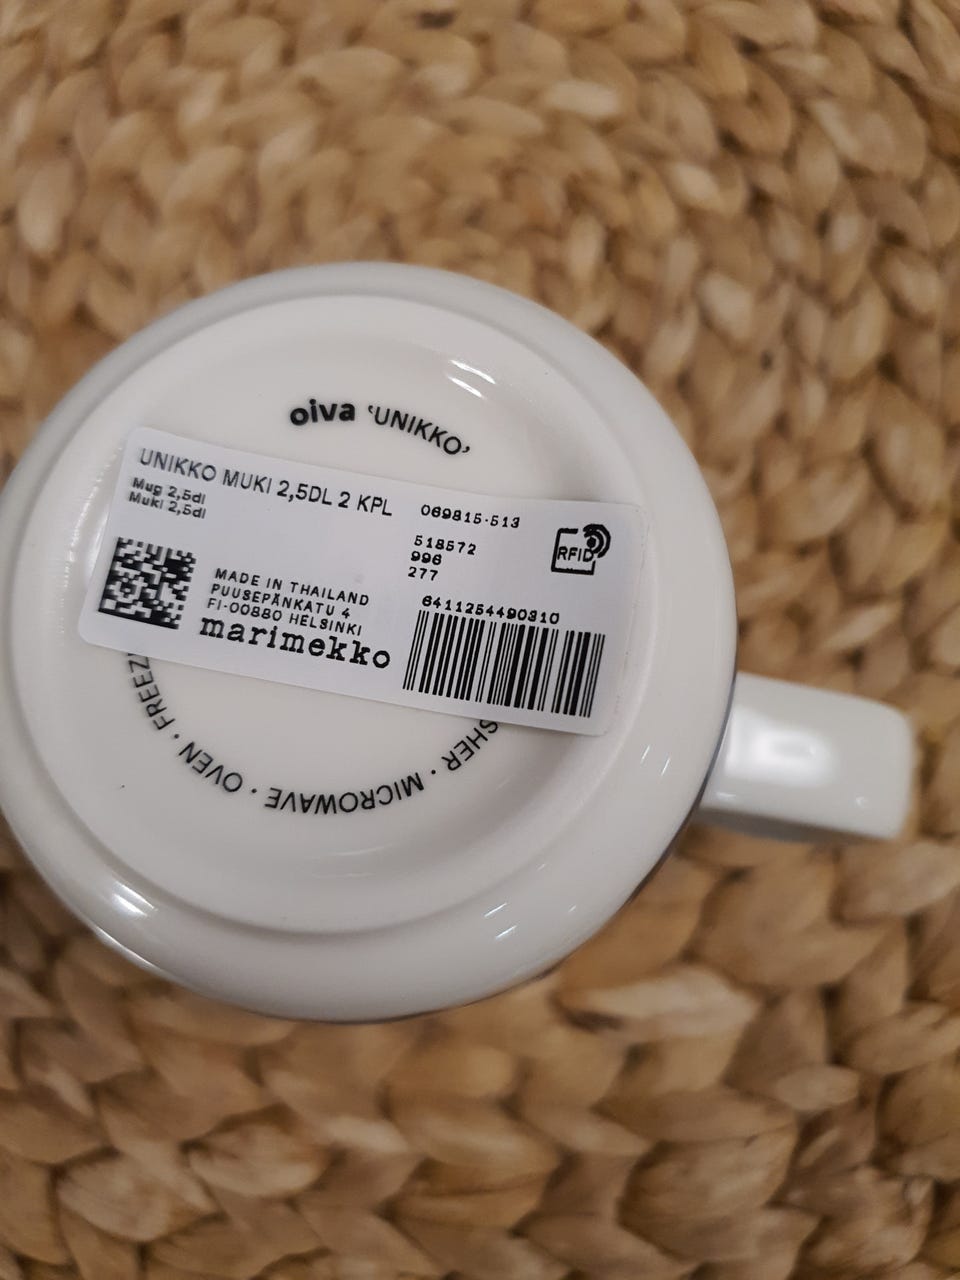 oiva ‘UNIKKO’
UNIKKO MUKI 2,5DL 2 KPL
Mug 2,5dl
Muki 2,5dl
069815-513
518572
996
277
RFID
MADE IN THAILAND
PUUSEPÄNKATU 4
FI-00880 HELSINKI
marimekko
6411254490310
SHER · MICROWAVE · OVEN · FREEZ